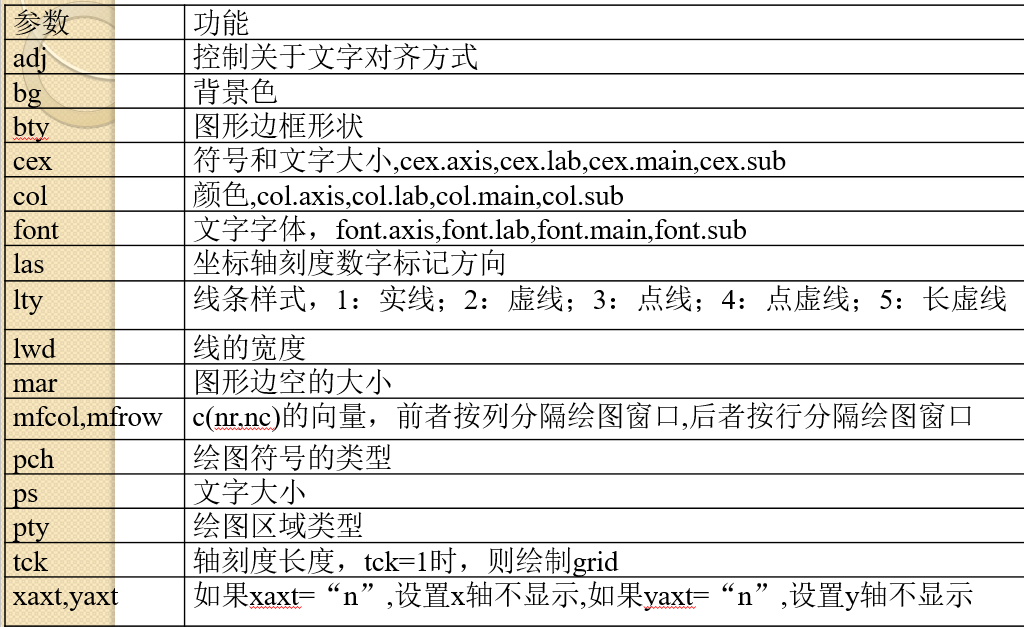 参数 功能
adj 控制关于文字对齐方式
bg 背景色
bty 图形边框形状
cex 符号和文字大小,cex.axis,cex.lab,cex.main,cex.sub
col 颜色,col.axis,col.lab,col.main,col.sub
font 文字字体，font.axis,font.lab,font.main,font.sub
las 坐标轴刻度数字标记方向
lty 线条样式，1：实线；2：虚线；3：点线；4：点虚线；5：长虚线
lwd 线的宽度
mar 图形边空的大小
mfcol,mfrow c(nr,nc)的向量，前者按列分隔绘图窗口,后者按行分隔绘图窗口
pch 绘图符号的类型
ps 文字大小
pty 绘图区域类型
tck 轴刻度长度，tck=1时，则绘制grid
xaxt,yaxt 如果xaxt=“n”,设置x轴不显示,如果yaxt=“n”,设置y轴不显示